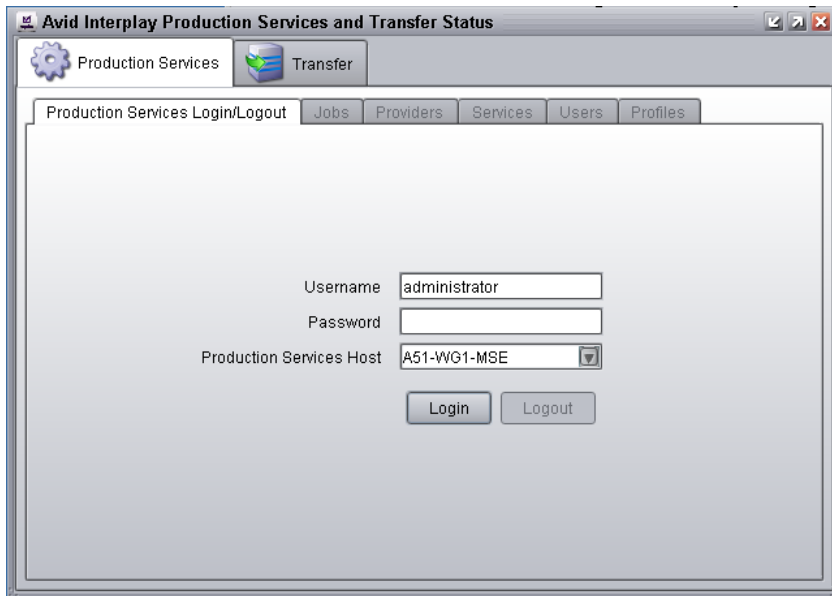 Avid Interplay Production Services and Transfer Status
Production Services Transfer
Production Services Login/Logout Jobs Providers Services Users Profiles
Username administrator
Password
Production Services Host A51-WG1-MSE
Login Logout